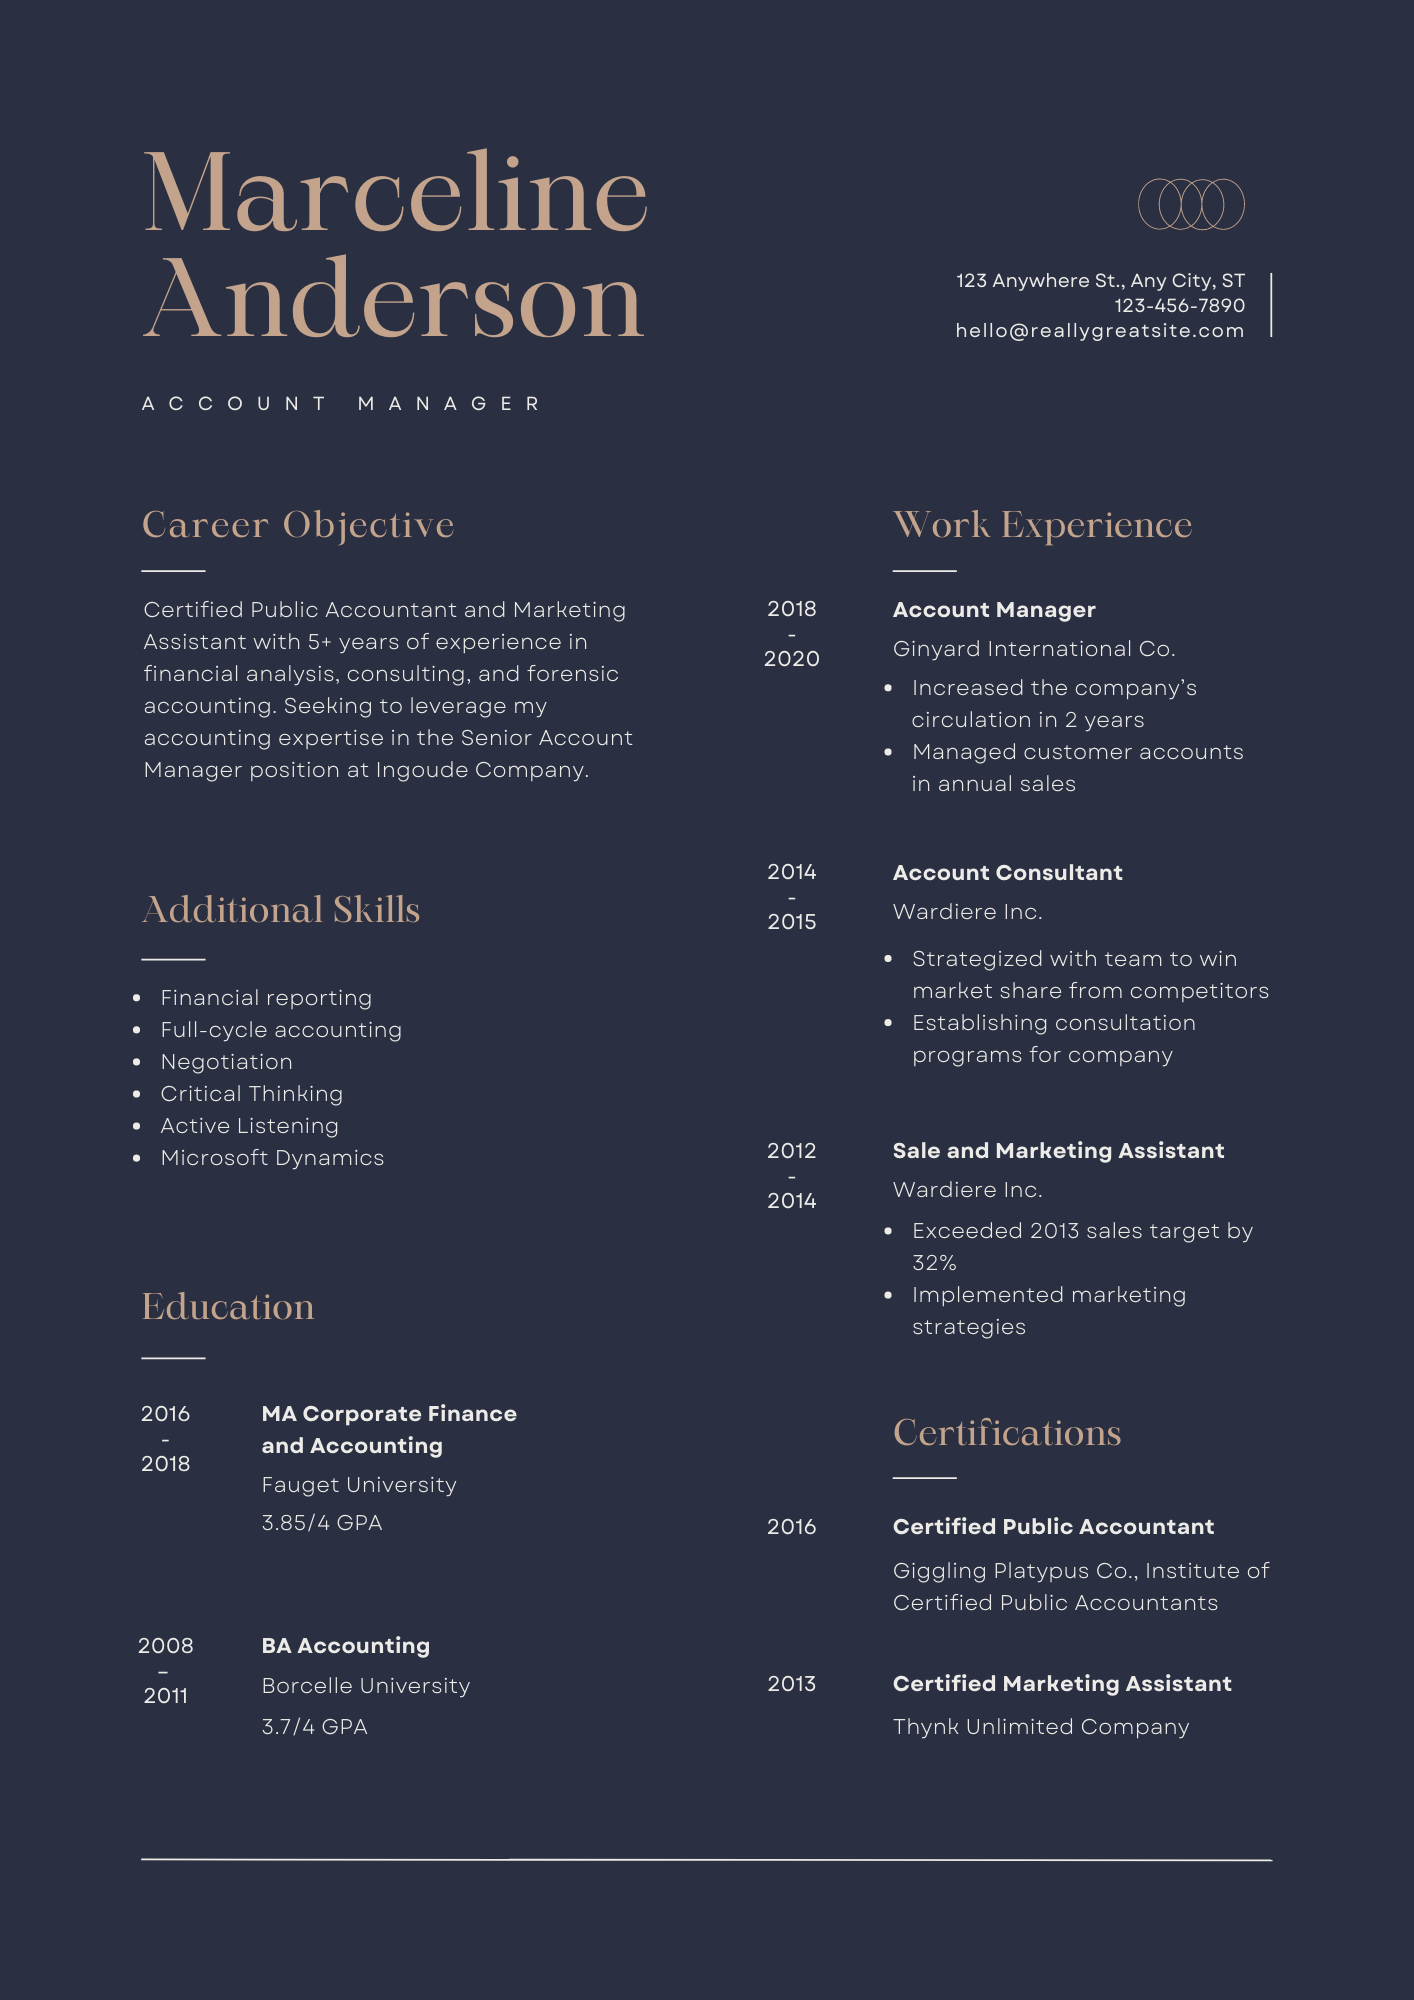 Marceline
Anderson
ACCOUNT MANAGER
123 Anywhere St., Any City, ST
123-456-7890
hello@reallygreatsite.com
Career Objective
Certified Public Accountant and Marketing
Assistant with 5+ years of experience in
financial analysis, consulting, and forensic
accounting. Seeking to leverage my
accounting expertise in the Senior Account
Manager position at Ingoude Company.
Additional Skills
• Financial reporting
• Full-cycle accounting
• Negotiation
• Critical Thinking
• Active Listening
• Microsoft Dynamics
Education
2016
-
2018
MA Corporate Finance
and Accounting
Fauget University
3.85/4 GPA
2008
–
2011
BA Accounting
Borcelle University
3.7/4 GPA
Work Experience
2018
-
2020
Account Manager
Ginyard International Co.
• Increased the company’s
circulation in 2 years
• Managed customer accounts
in annual sales
2014
-
2015
Account Consultant
Wardiere Inc.
• Strategized with team to win
market share from competitors
• Establishing consultation
programs for company
2012
-
2014
Sale and Marketing Assistant
Wardiere Inc.
• Exceeded 2013 sales target by
32%
• Implemented marketing
strategies
Certifications
2016
Certified Public Accountant
Giggling Platypus Co., Institute of
Certified Public Accountants
2013
Certified Marketing Assistant
Thynk Unlimited Company